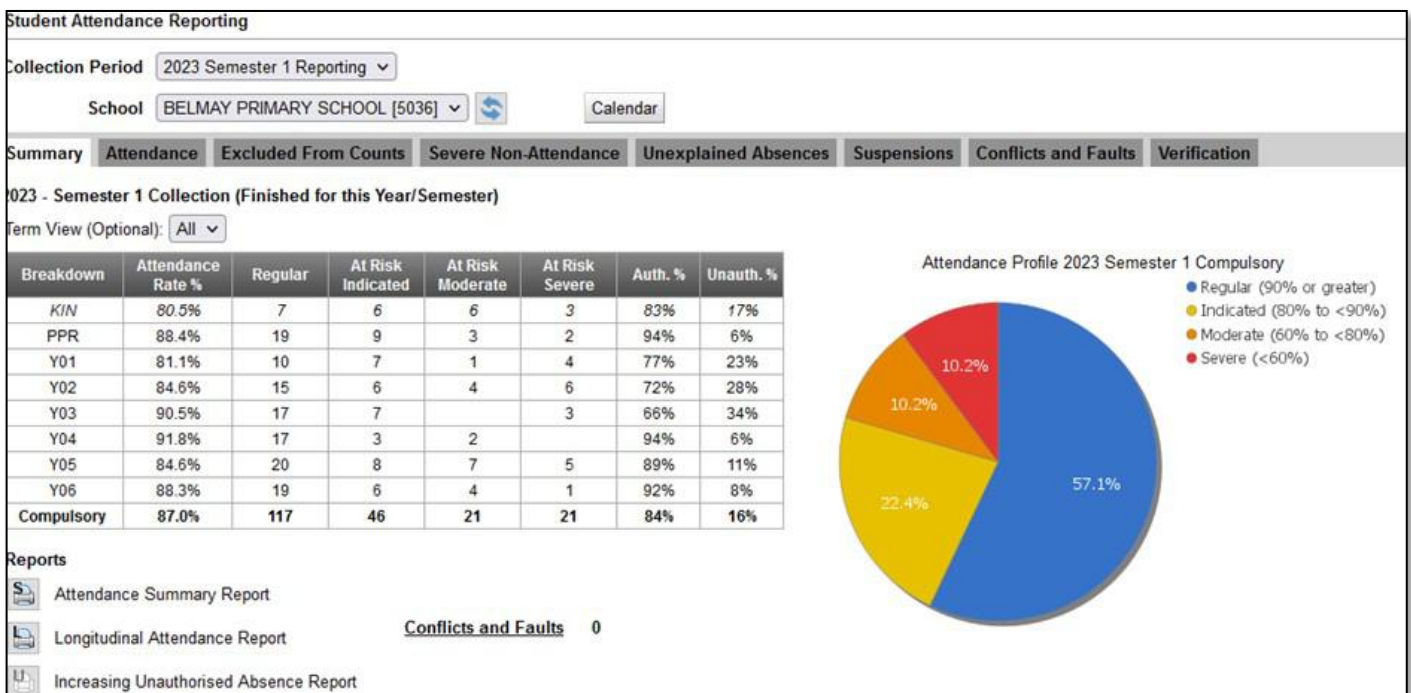 Student Attendance Reporting
Collection Period 2023 Semester 1 Reporting
School BELMAY PRIMARY SCHOOL [5036] Calendar
Summary Attendance Excluded From Counts Severe Non-Attendance Unexplained Absences Suspensions Conflicts and Faults Verification
2023 - Semester 1 Collection (Finished for this Year/Semester)
Term View (Optional): All
Breakdown Attendance Rate % Regular At Risk Indicated At Risk Moderate At Risk Severe Auth. % Unauth. %
KIN 80.5% 7 6 6 3 83% 17%
PPR 88.4% 19 9 3 2 94% 6%
Y01 81.1% 10 7 1 4 77% 23%
Y02 84.6% 15 6 4 6 72% 28%
Y03 90.5% 17 7 3 66% 34%
Y04 91.8% 17 3 2 94% 6%
Y05 84.6% 20 8 7 5 89% 11%
Y06 88.3% 19 6 4 1 92% 8%
Compulsory 87.0% 117 46 21 21 84% 16%
Attendance Profile 2023 Semester 1 Compulsory
Regular (90% or greater)
Indicated (80% to <90%)
Moderate (60% to <80%)
Severe (<60%)
10.2%
10.2%
57.1%
22.4%
Reports
Attendance Summary Report
Longitudinal Attendance Report
Conflicts and Faults 0
Increasing Unauthorised Absence Report